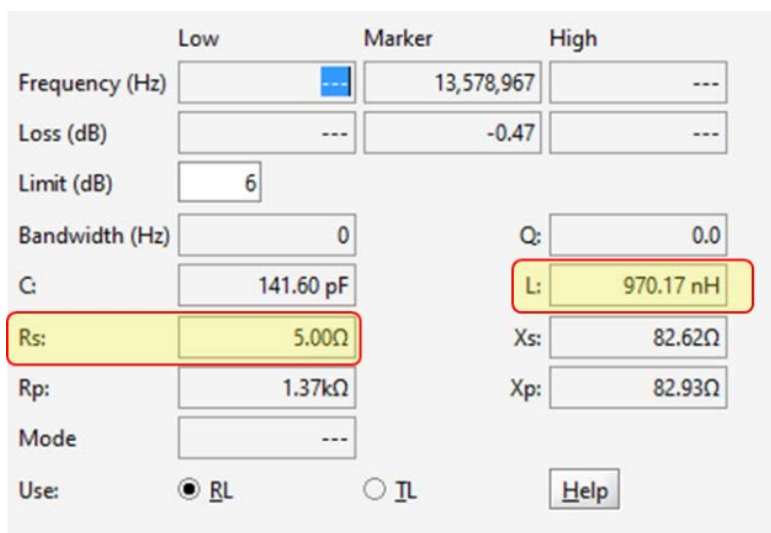 Low Marker High
Frequency (Hz) --- 13,578,967 ---
Loss (dB) --- -0.47 ---
Limit (dB) 6
Bandwidth (Hz) 0 Q: 0.0
C: 141.60 pF L: 970.17 nH
Rs: 5.00Ω Xs: 82.62Ω
Rp: 1.37kΩ Xp: 82.93Ω
Mode ---
Use: RL TL Help